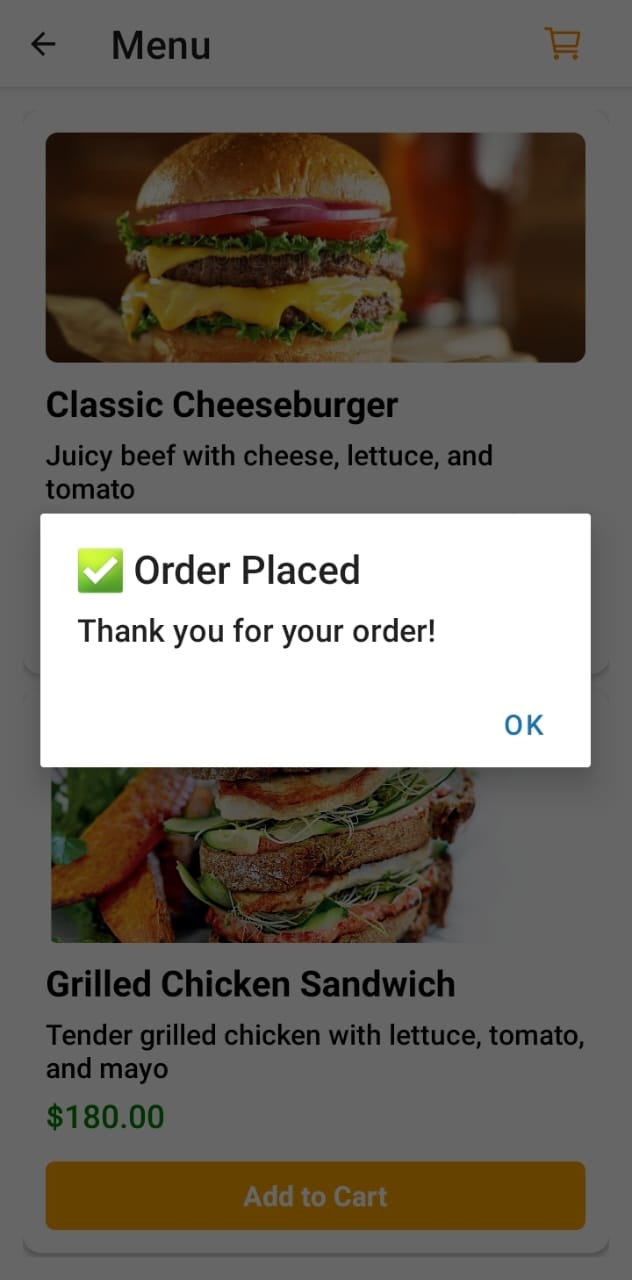 Menu
Classic Cheeseburger
Juicy beef with cheese, lettuce, and
tomato
✅ Order Placed
Thank you for your order!
OK
Grilled Chicken Sandwich
Tender grilled chicken with lettuce, tomato,
and mayo
$180.00
Add to Cart